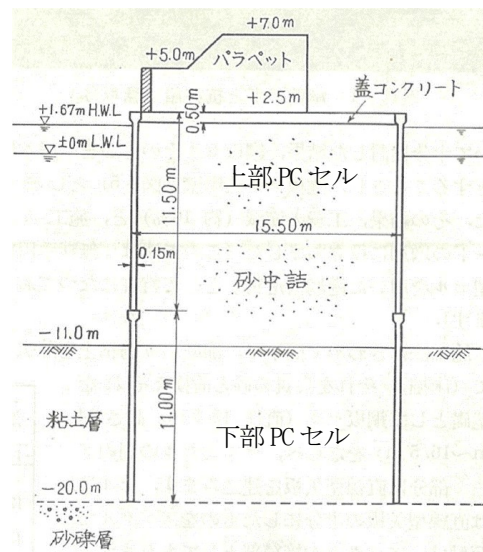 +7.0m
+5.0m
パラペット
蓋コンクリート
+1.67m H.W.L
+2.5m
0.50m
±0m L.W.L
上部PCセル
11.50m
15.50m
0.15m
砂中詰
-11.0m
11.00m
粘土層
下部PCセル
-20.0m
砂礫層